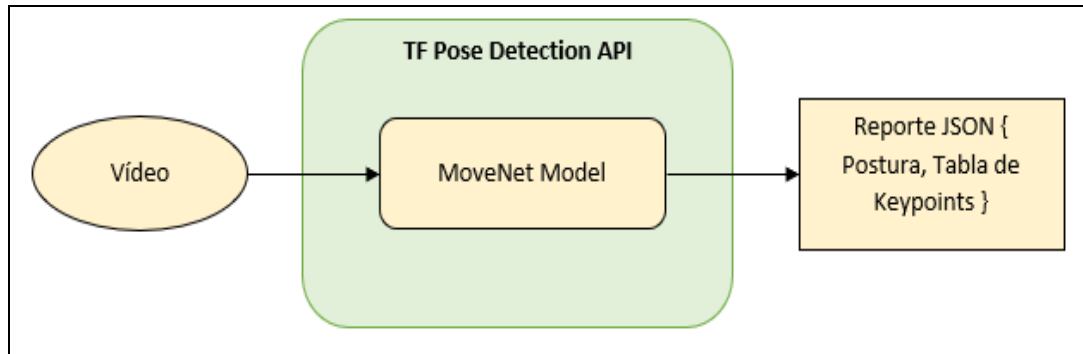 TF Pose Detection API
Vídeo
MoveNet Model
Reporte JSON {
Postura, Tabla de
Keypoints }